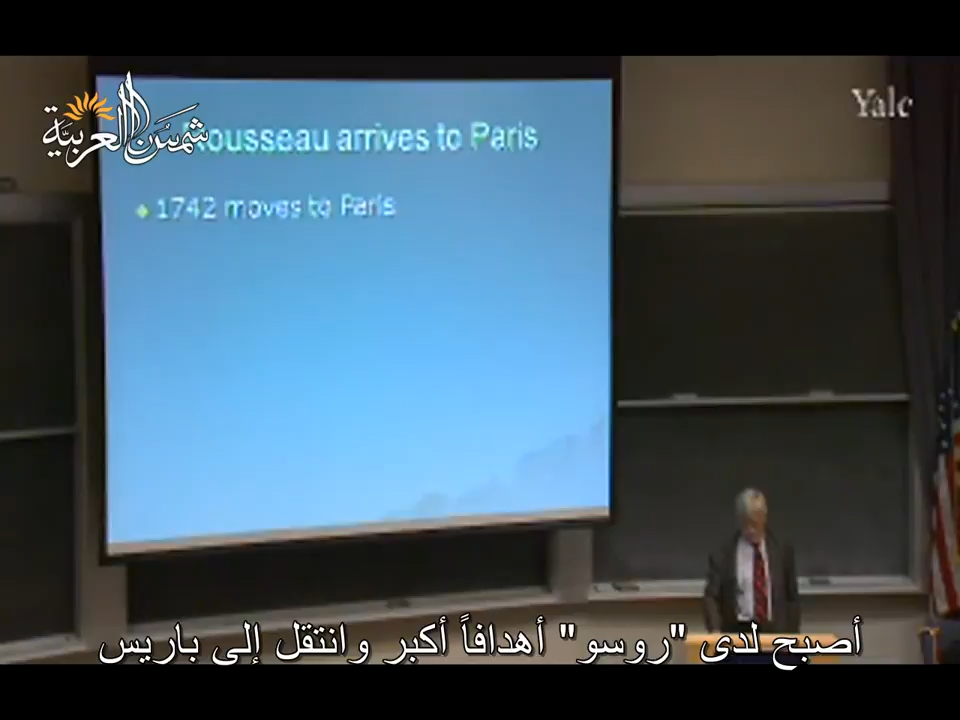 شمس العربية
Yale
Rousseau arrives to Paris
1742 moves to Paris
أصبح لدى "روسو" أهدافاً أكبر وانتقل إلى باريس